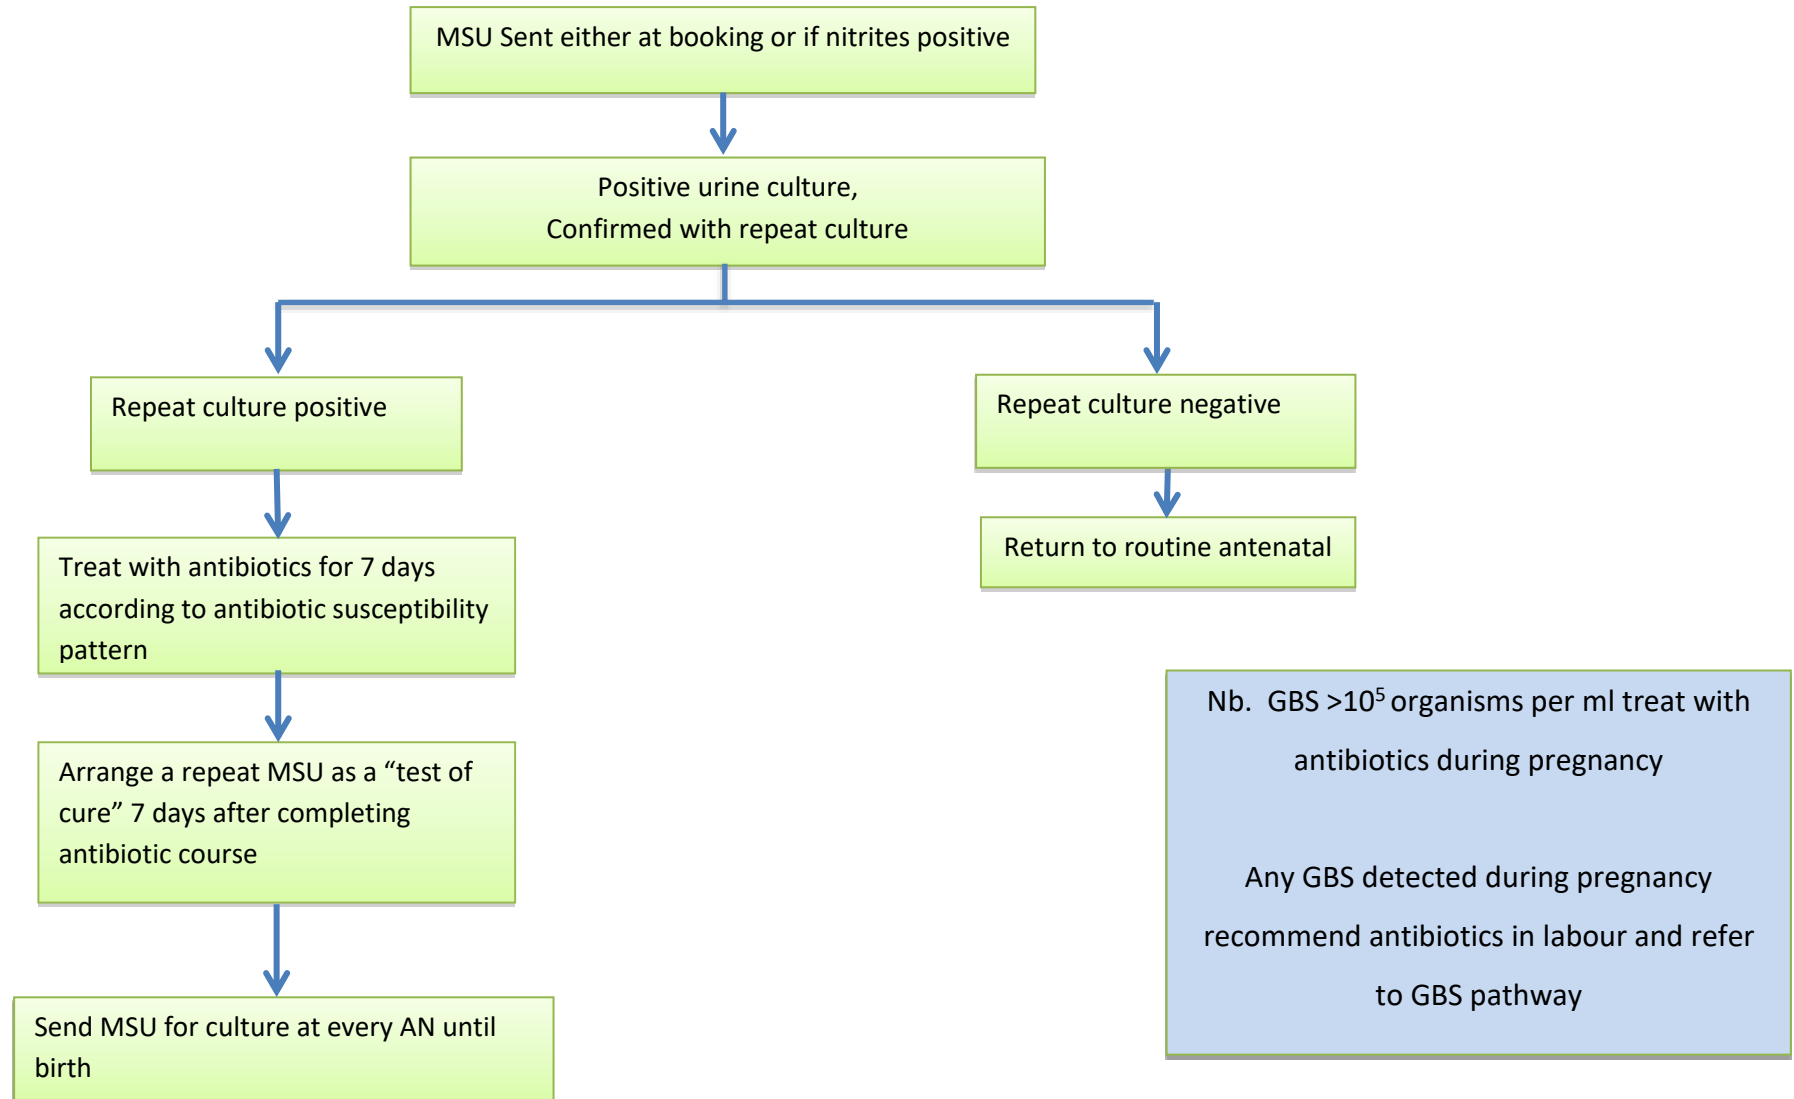 MSU Sent either at booking or if nitrites positive
Positive urine culture,
Confirmed with repeat culture
Repeat culture positive
Repeat culture negative
Treat with antibiotics for 7 days
according to antibiotic susceptibility
pattern
Return to routine antenatal
Arrange a repeat MSU as a “test of
cure” 7 days after completing
antibiotic course
Send MSU for culture at every AN until
birth
Nb.  GBS >10⁵ organisms per ml treat with
antibiotics during pregnancy
Any GBS detected during pregnancy
recommend antibiotics in labour and refer
to GBS pathway